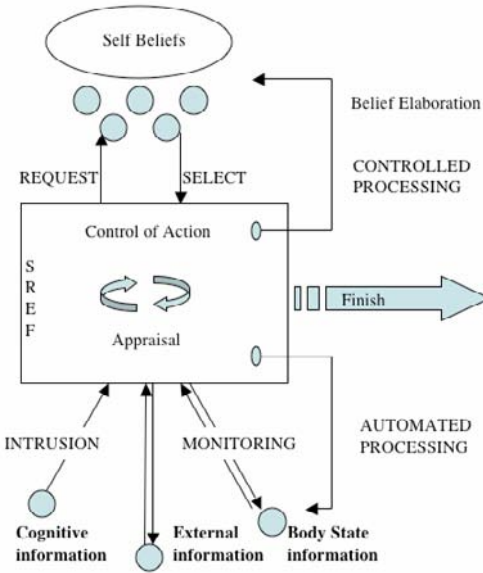 Self Beliefs
Belief Elaboration
REQUEST
SELECT
CONTROLLED
PROCESSING
Control of Action
S
R
E
F
Finish
Appraisal
INTRUSION
MONITORING
AUTOMATED
PROCESSING
Cognitive
information
External
information
Body State
information